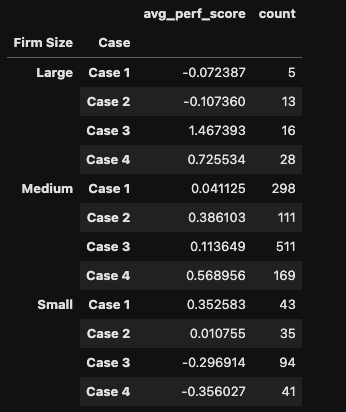 avg_perf_score count
Firm Size Case
Large Case 1 -0.072387 5
Case 2 -0.107360 13
Case 3 1.467393 16
Case 4 0.725534 28
Medium Case 1 0.041125 298
Case 2 0.386103 111
Case 3 0.113649 511
Case 4 0.568956 169
Small Case 1 0.352583 43
Case 2 0.010755 35
Case 3 -0.296914 94
Case 4 -0.356027 41